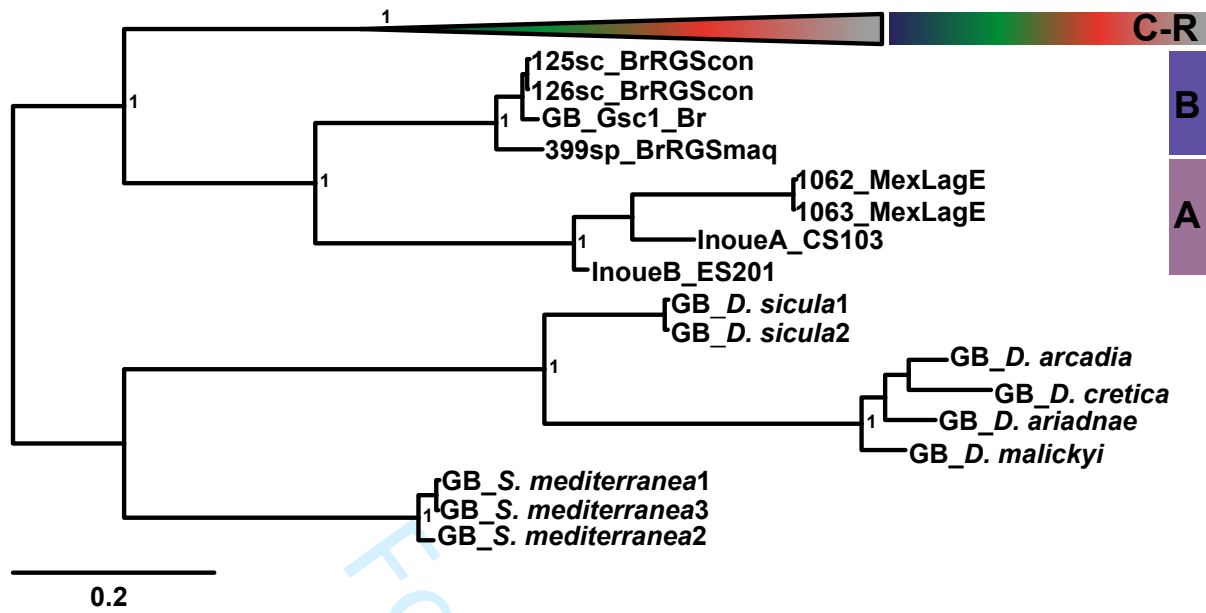 1
C-R
125sc_BrRGScon
126sc_BrRGScon
B
1
GB_Gsc1_Br
1
399sp_BrRGSmaq
1062_MexLagE
1
1063_MexLagE
A
1
InoueA_CS103
InoueB_ES201
GB_D. sicula1
GB_D. sicula2
GB_D. arcadia
1
GB_D. cretica
1
GB_D. ariadnae
GB_D. malickyi
GB_S. mediterranea1
GB_S. mediterranea3
1
GB_S. mediterranea2
0.2